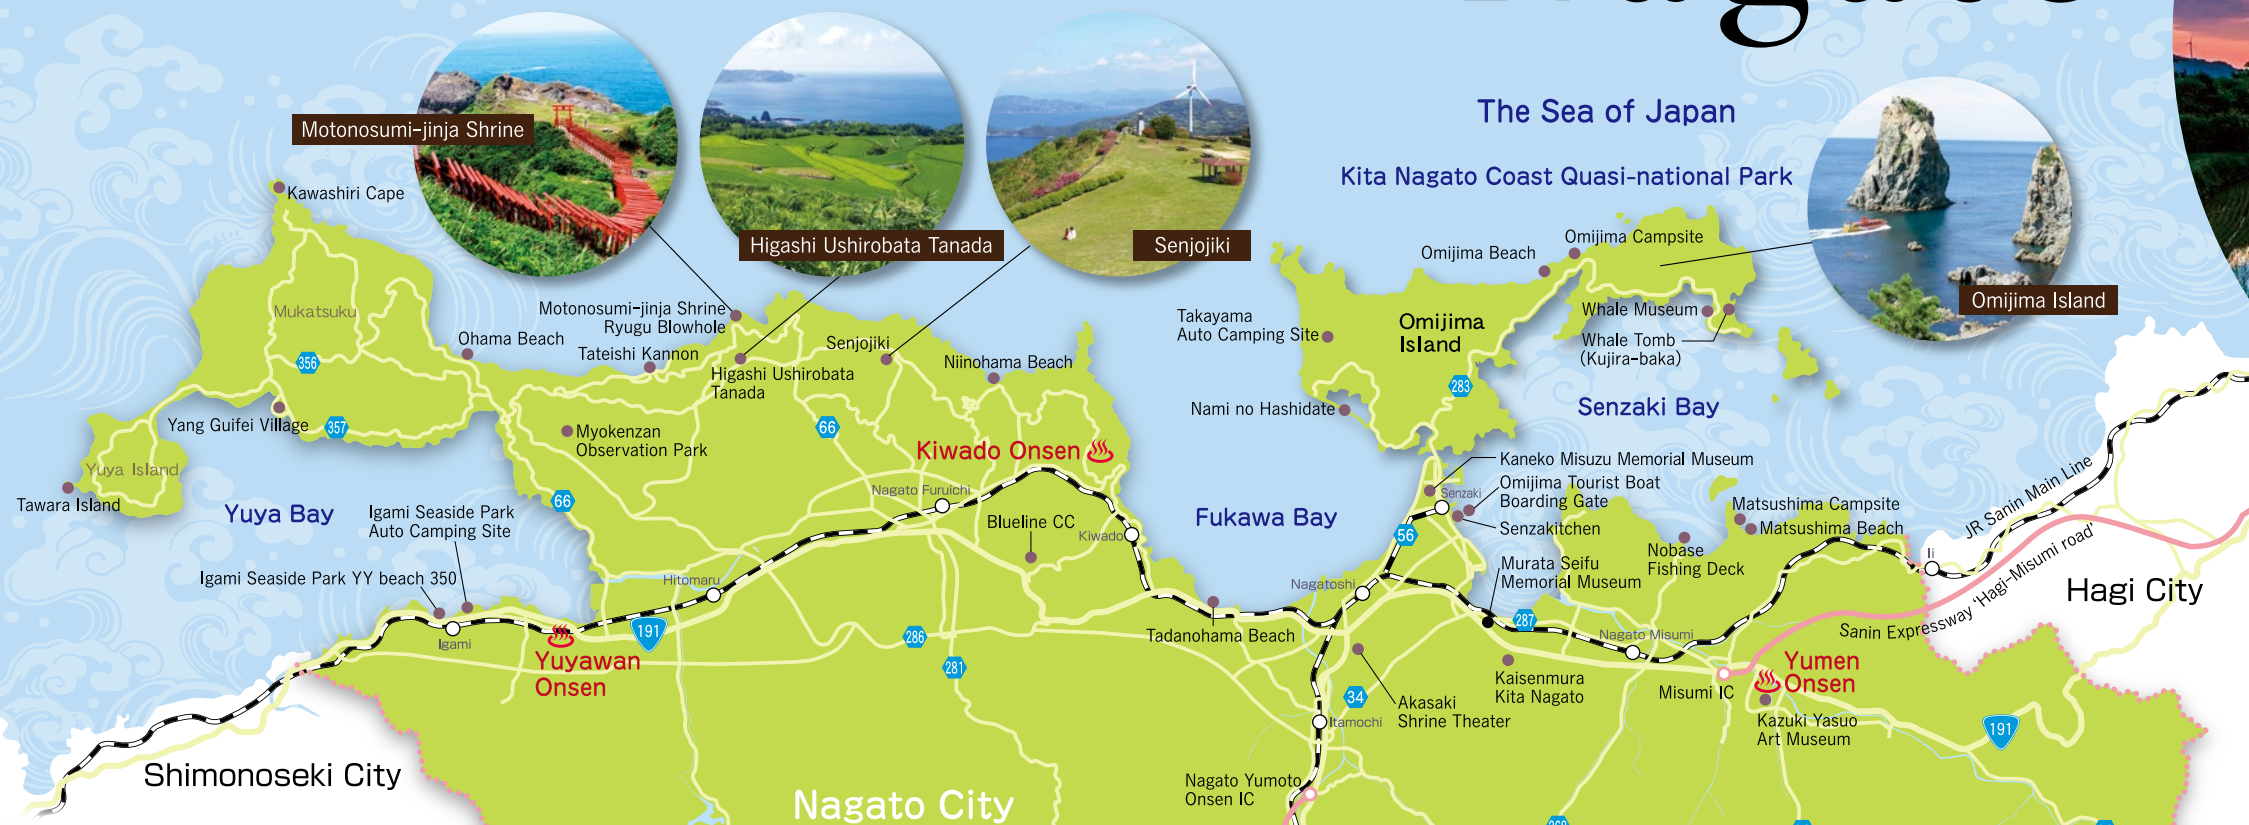 Motonosumi-jinja Shrine
Higashi Ushirobata Tanada
Senjojiki
The Sea of Japan
Kita Nagato Coast Quasi-national Park
Omijima Island
Kawashiri Cape
Mukatsuku
356
Ohama Beach
Motonosumi-jinja Shrine
Ryugu Blowhole
Tateishi Kannon
Higashi Ushirobata
Tanada
Senjojiki
Niinohama Beach
Takayama
Auto Camping Site
Omijima
Island
Omijima Beach
Omijima Campsite
Whale Museum
Whale Tomb
(Kujira-baka)
283
Nami no Hashidate
Senzaki Bay
Yang Guifei Village
357
Myokenzan
Observation Park
66
Kiwado Onsen
Yuya Island
Tawara Island
Yuya Bay
66
Igami Seaside Park
Auto Camping Site
Igami Seaside Park YY beach 350
Igami
Yuyawan
Onsen
Hitomaru
191
Nagato Furuichi
Blueline CC
Kiwado
286
281
Fukawa Bay
Tadanohama Beach
Kaneko Misuzu Memorial Museum
Senzaki
Omijima Tourist Boat
Boarding Gate
Senzakitchen
56
Nagatoshi
Murata Seifu
Memorial Museum
287
Nobase
Fishing Deck
Matsushima Campsite
Matsushima Beach
Ii
JR Sanin Main Line
Sanin Expressway 'Hagi-Misumi road'
Hagi City
Nagato Misumi
Kaisenmura
Kita Nagato
Misumi IC
Yumen
Onsen
Kazuki Yasuo
Art Museum
191
34
Akasaki
Shrine Theater
Itamochi
Nagato Yumoto
Onsen IC
Shimonoseki City
Nagato City